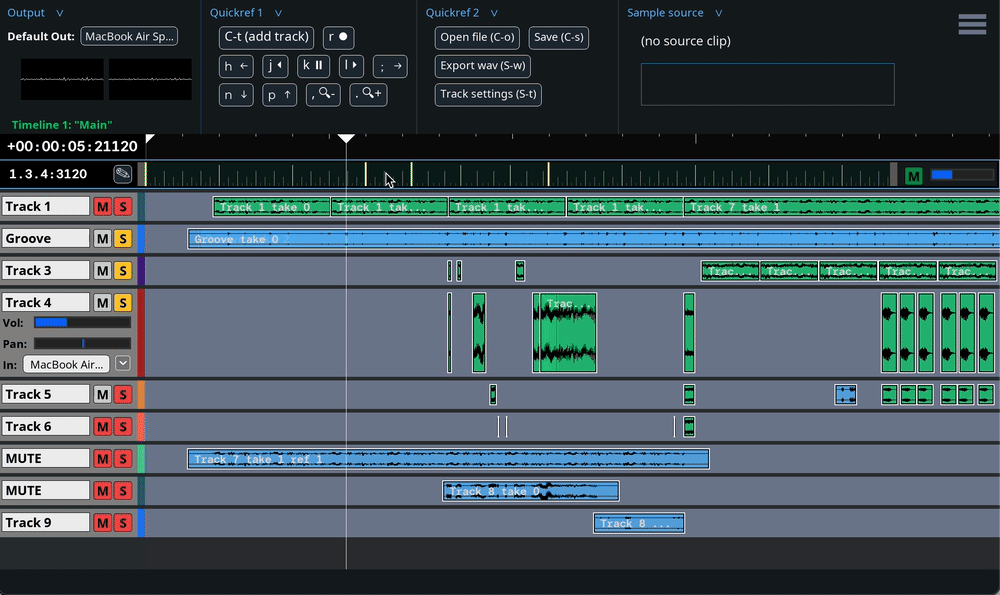 Output ∨ Quickref 1 ∨ Quickref 2 ∨ Sample source ∨
Default Out: MacBook Air Sp... C-t (add track) r ● Open file (C-o) Save (C-s) (no source clip)
h ← j k l ; → Export wav (S-w)
n ↓ p ↑ , - . + Track settings (S-t)
Timeline 1: "Main"
+00:00:05:21120
1.3.4:3120 M
Track 1 M S Track 1 take 0 Track 1 tak... Track 1 tak... Track 1 tak... Track 7 take 1
Groove M S Groove take 0
Track 3 M S Trac... Trac... Trac... Trac... Trac...
Track 4 M S Trac...
Vol:
Pan:
In: MacBook Air...
Track 5 M S
Track 6 M S
MUTE M S Track 7 take 1 ref 1
MUTE M S Track 8 take 0
Track 9 M S Track 8 ...